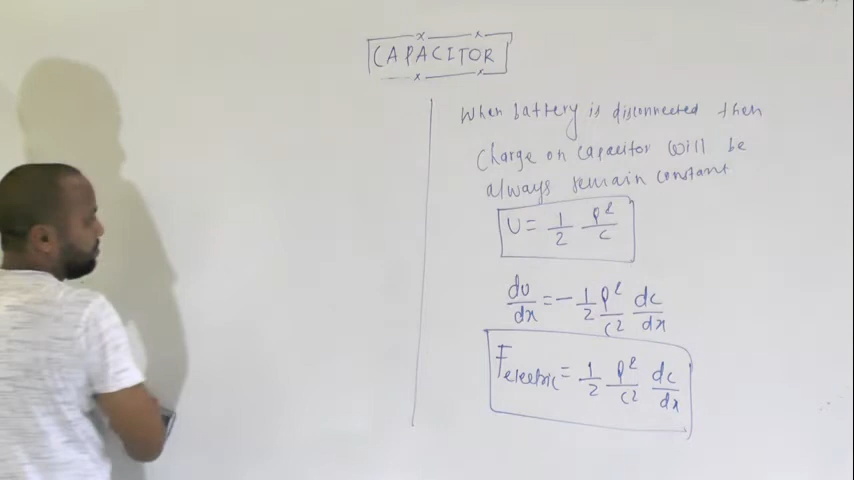 CAPACITOR
When battery is disconnected then
Charge on capacitor will be
always remain constant
U = 1/2 q²/c
du/dx = - 1/2 q²/c² dc/dx
Felectric = 1/2 q²/c² dc/dx